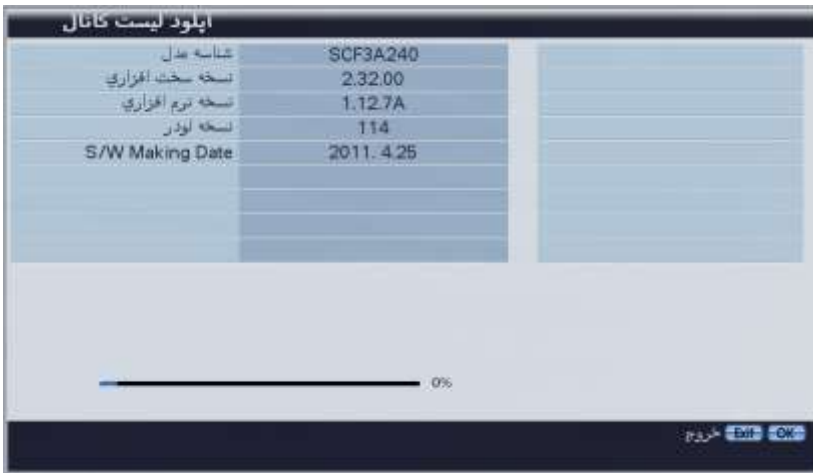 اپلود لیست کانال
شناسه مدل SCF3A240
نسخه سخت افزاري 2.32.00
نسخه نرم افزاري 1.12.7A
نسخه لودر 114
S/W Making Date 2011. 4.25
0%
خروج Exit OK